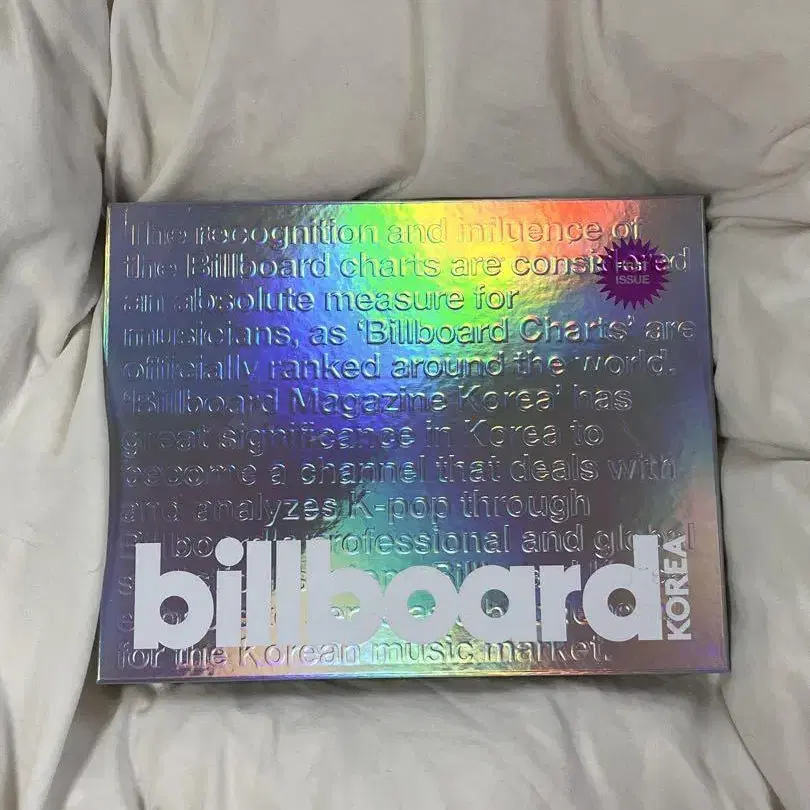 The recognition and influence of
the Billboard charts are considered
an absolute measure for
musicians, as ‘Billboard Charts’ are
officially ranked around the world.
‘Billboard Magazine Korea’ has
great significance in Korea to
become a channel that deals with
and analyzes K-pop through
Billboard's professional and global
for the Korean music market.
FIRST
ISSUE
billboard
KOREA